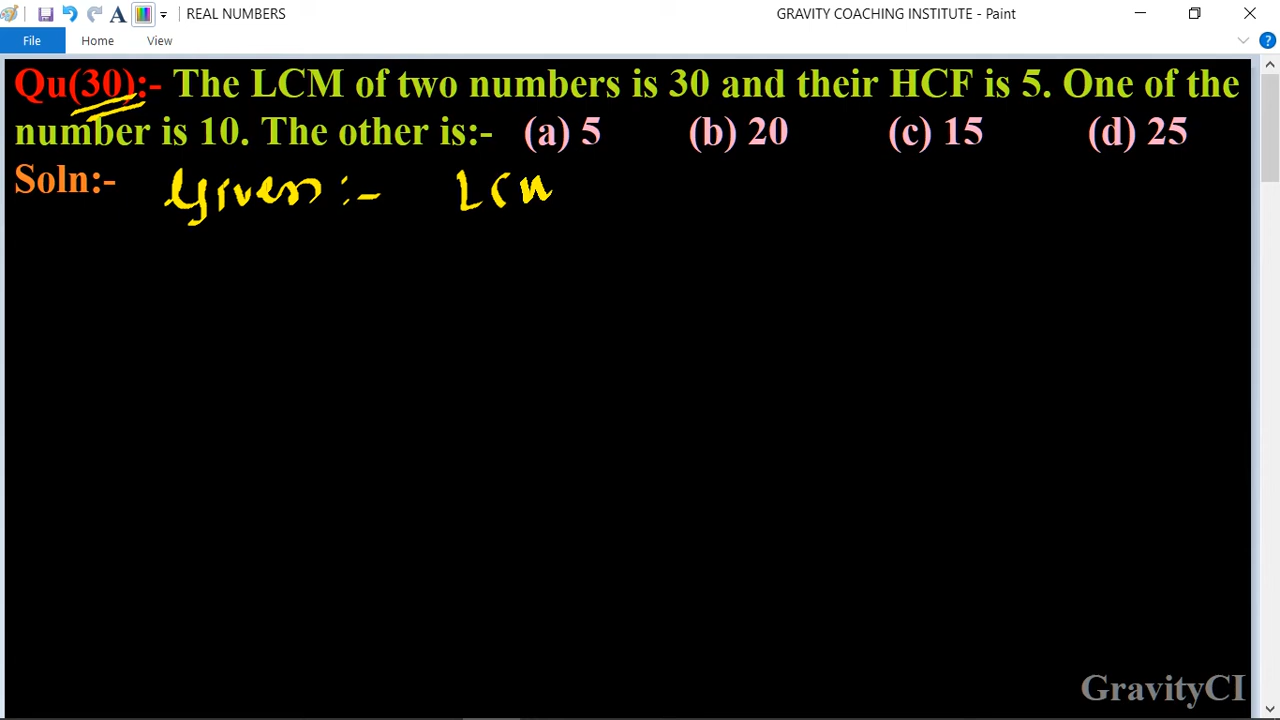 REAL NUMBERS
GRAVITY COACHING INSTITUTE - Paint
File Home View
Qu(30):- The LCM of two numbers is 30 and their HCF is 5. One of the
number is 10. The other is:- (a) 5 (b) 20 (c) 15 (d) 25
Soln:- Given:- LCM
GravityCI